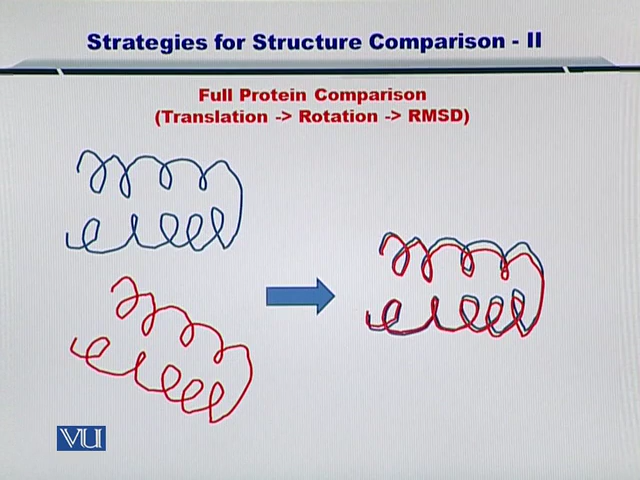 Strategies for Structure Comparison - II
Full Protein Comparison
(Translation -> Rotation -> RMSD)
VU